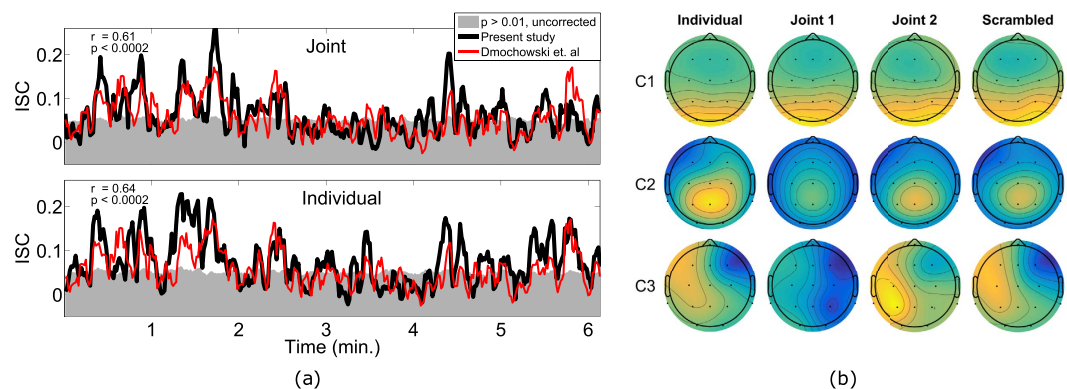 r = 0.61
p < 0.0002
Joint
p > 0.01, uncorrected
Present study
Dmochowski et. al
0.2
0.1
0
ISC
r = 0.64
p < 0.0002
Individual
0.2
0.1
0
ISC
1 2 3 4 5 6
Time (min.)
(a)
Individual Joint 1 Joint 2 Scrambled
C1
C2
C3
(b)